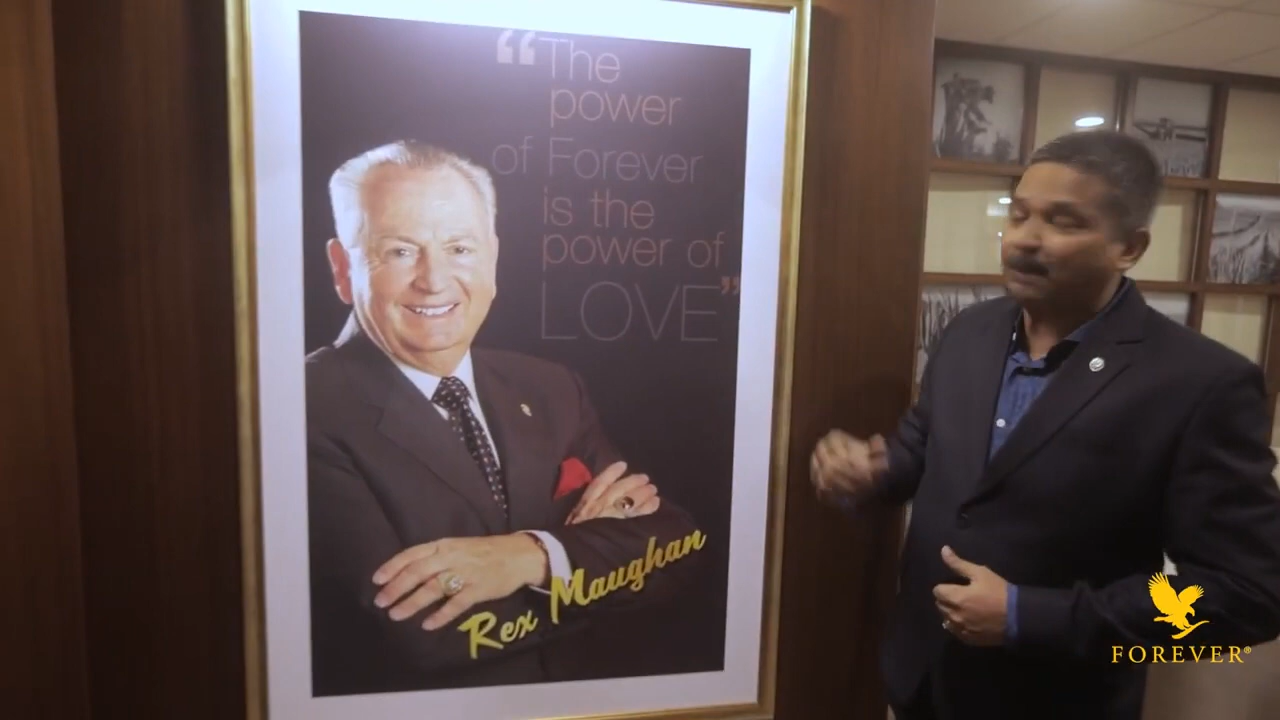 “The
power
of Forever
is the
power of
LOVE”
Rex Maughan
FOREVER®